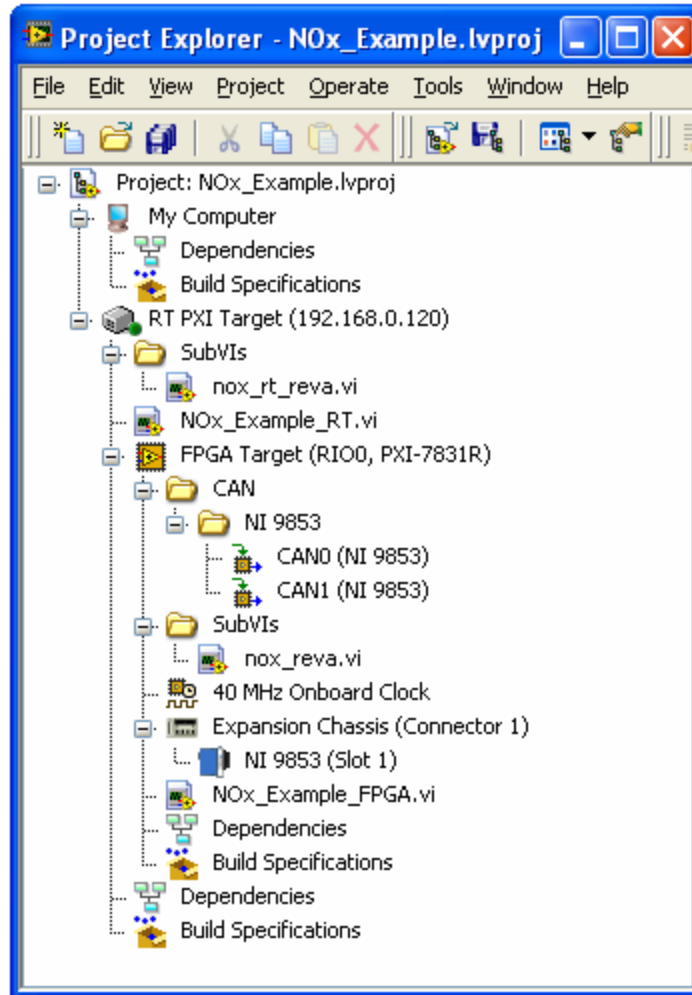 Project Explorer - NOx_Example.lvproj
File Edit View Project Operate Tools Window Help
Project: NOx_Example.lvproj
My Computer
Dependencies
Build Specifications
RT PXI Target (192.168.0.120)
SubVIs
nox_rt_reva.vi
NOx_Example_RT.vi
FPGA Target (RIO0, PXI-7831R)
CAN
NI 9853
CAN0 (NI 9853)
CAN1 (NI 9853)
SubVIs
nox_reva.vi
40 MHz Onboard Clock
Expansion Chassis (Connector 1)
NI 9853 (Slot 1)
NOx_Example_FPGA.vi
Dependencies
Build Specifications
Dependencies
Build Specifications